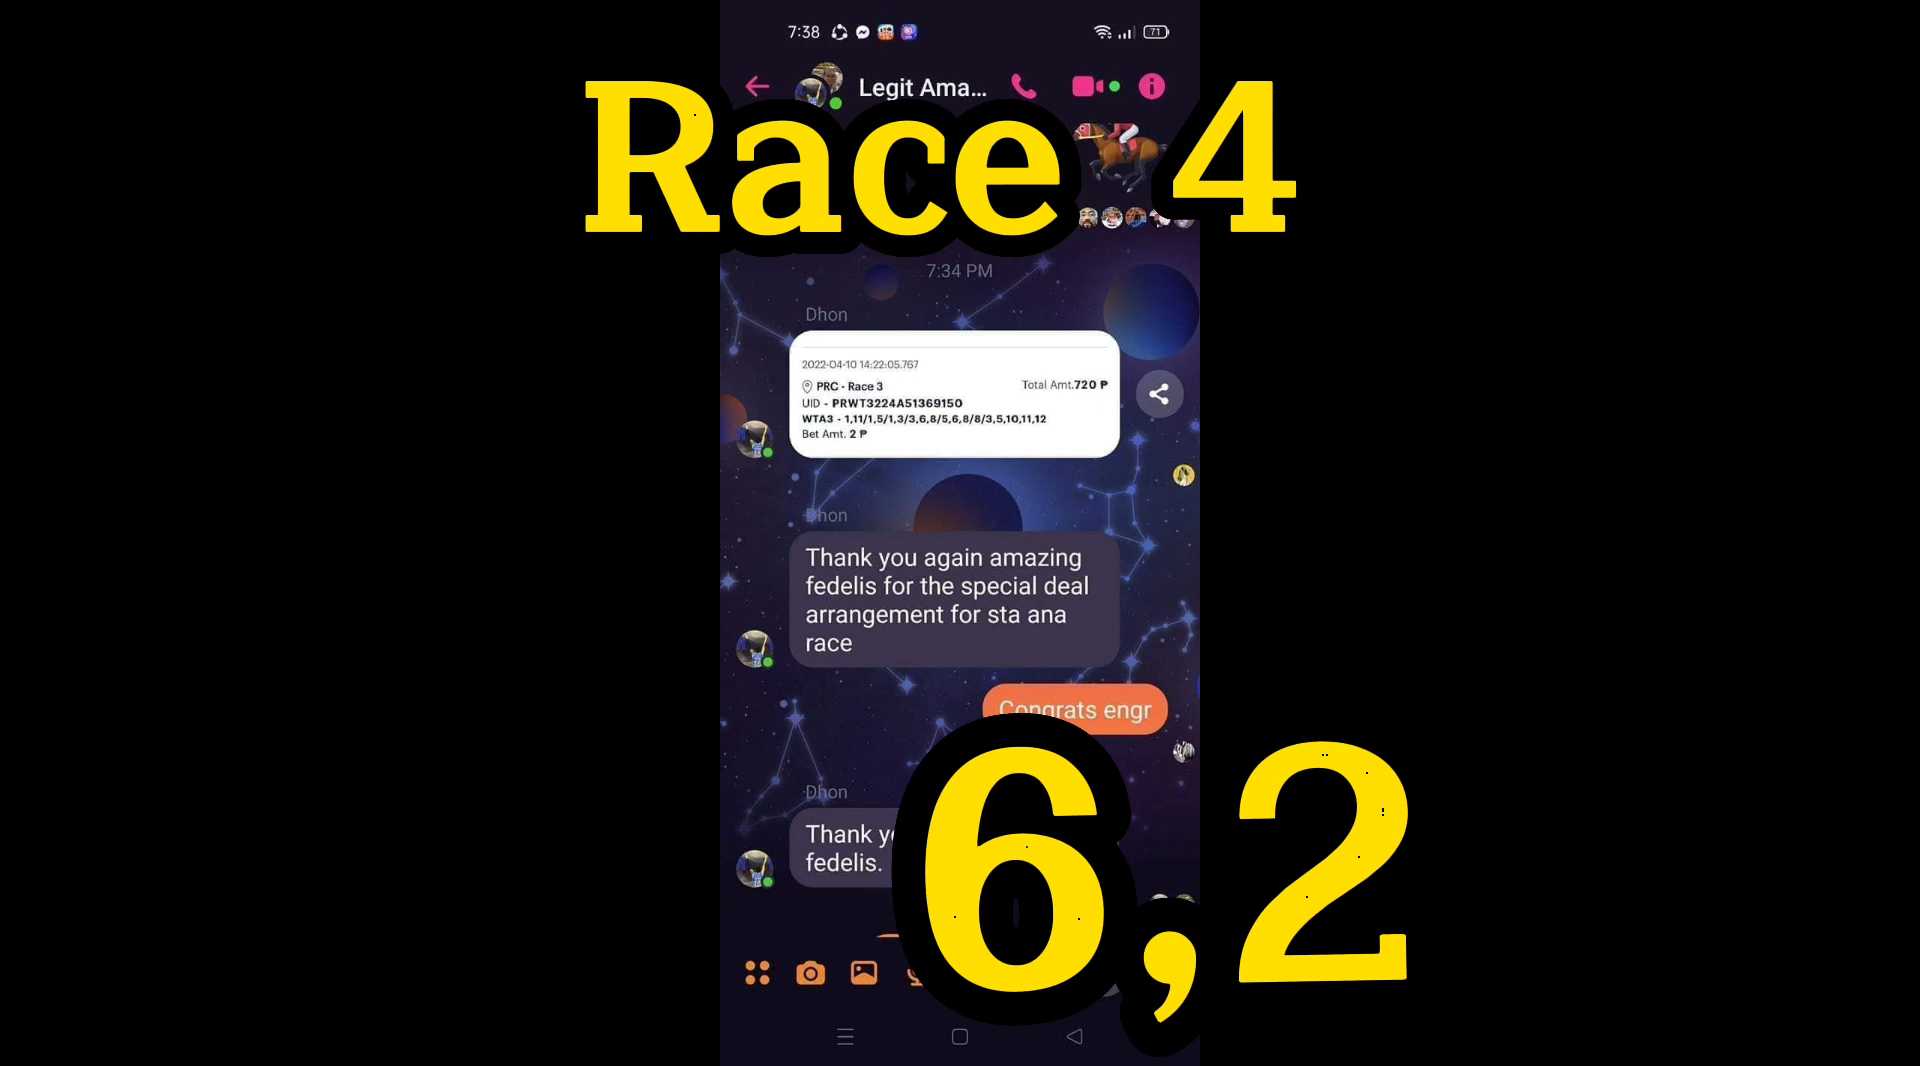 7:38
71
Legit Ama...
Race 4
7:34 PM
Dhon
2022-04-10 14:22:05.767
PRC - Race 3
Total Amt.720 ₱
UID - PRWT3224A51369150
WTA3 - 1,11/1,5/1,3/3,6,8/5,6,8/8/3,5,10,11,12
Bet Amt. 2 ₱
Dhon
Thank you again amazing
fedelis for the special deal
arrangement for sta ana
race
Congrats engr
Dhon
Thank
fedelis.
6,2